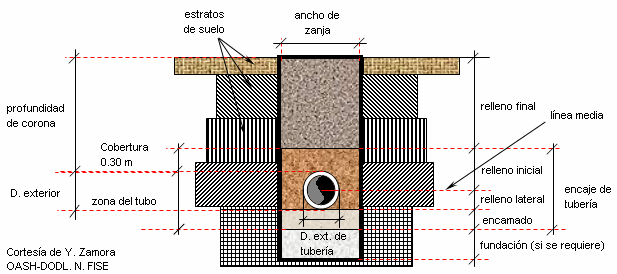 estratos
de suelo
ancho de
zanja
profundidad
de corona
relleno final
línea media
Cobertura
0.30 m
relleno inicial
D. exterior
zona del tubo
relleno lateral
encaje de
tubería
encamado
D. ext. de
tubería
fundación (si se requiere)
Cortesía de Y. Zamora
OASH-DODL. N. FISE